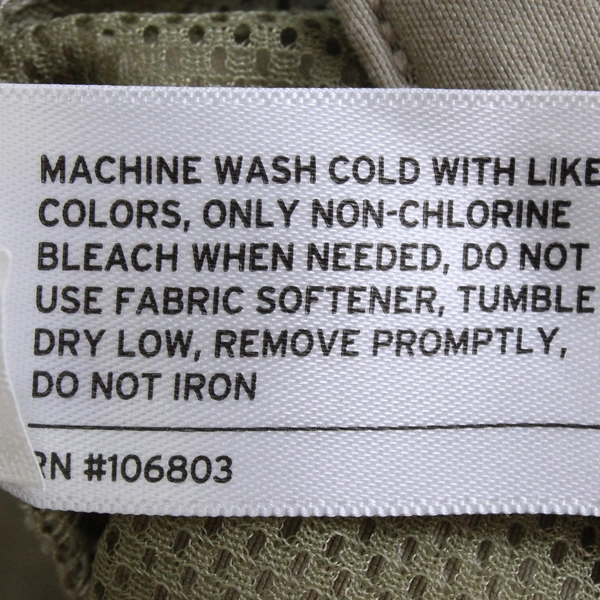 MACHINE WASH COLD WITH LIKE
COLORS, ONLY NON-CHLORINE
BLEACH WHEN NEEDED, DO NOT
USE FABRIC SOFTENER, TUMBLE
DRY LOW, REMOVE PROMPTLY,
DO NOT IRON
RN #106803